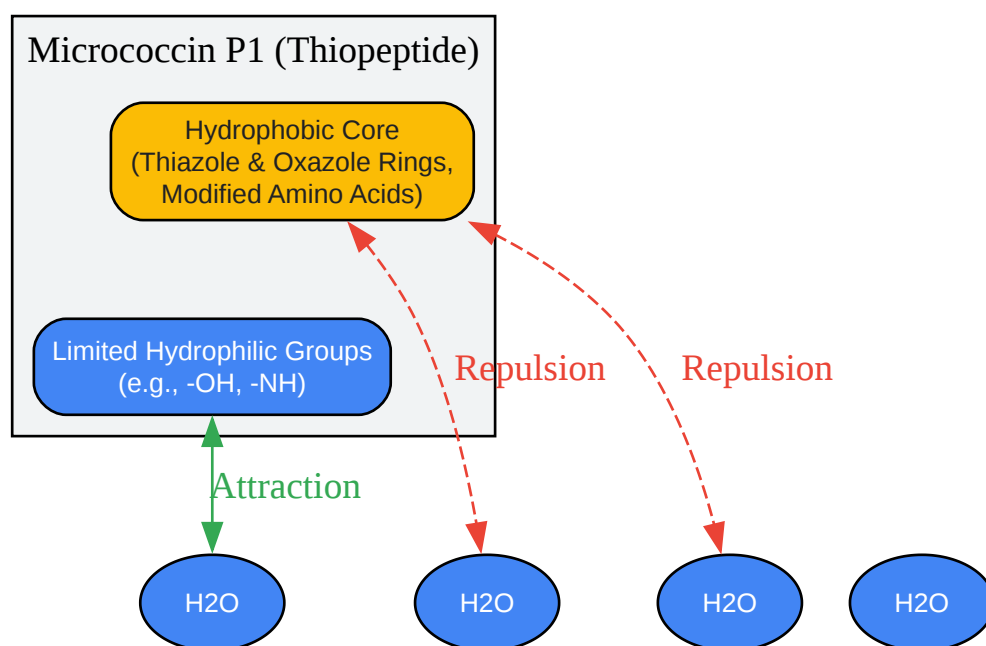 Micrococcin P1 (Thiopeptide)
Hydrophobic Core
(Thiazole & Oxazole Rings,
Modified Amino Acids)
Limited Hydrophilic Groups
(e.g., -OH, -NH)
Repulsion
Repulsion
Attraction
H2O
H2O
H2O
H2O